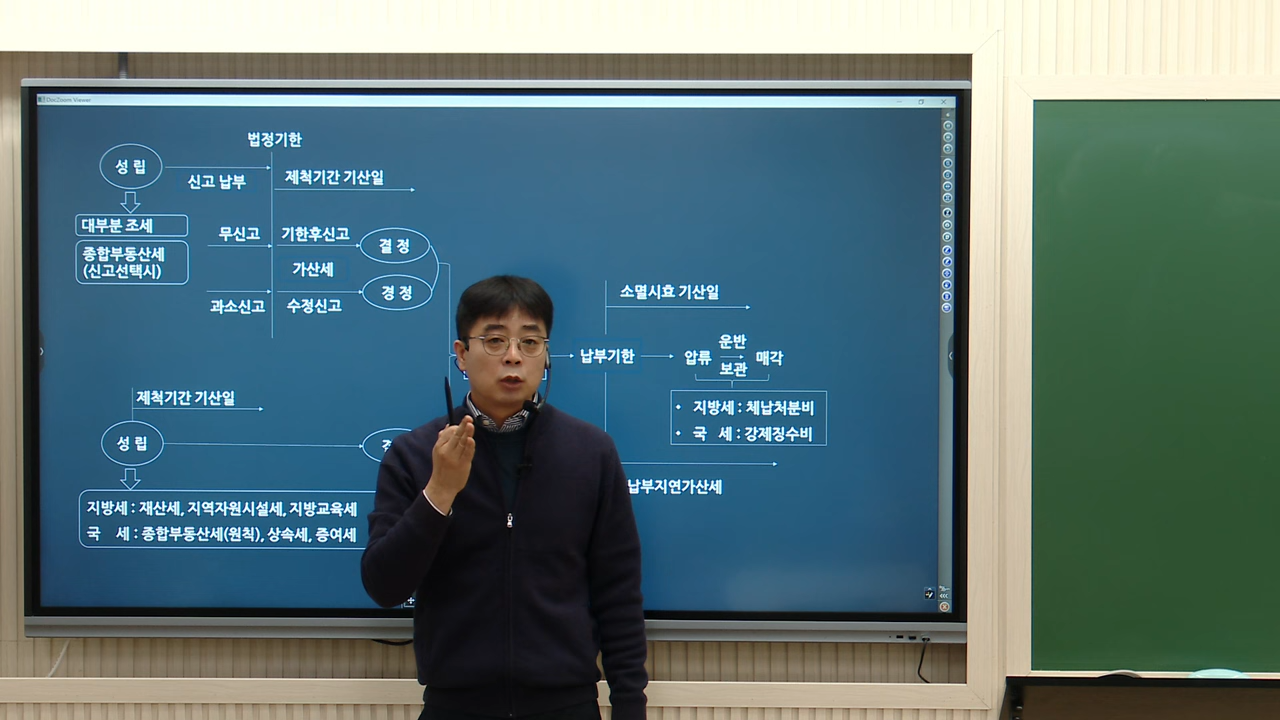 DocZoom Viewer
법정기한
성 립
신고 납부
제척기간 기산일
대부분 조세
종합부동산세
(신고선택시)
무신고
기한후신고
결 정
가산세
경 정
과소신고
수정신고
소멸시효 기산일
납부기한
압류
운반
보관
매각
• 지방세 : 체납처분비
• 국 세 : 강제징수비
납부지연가산세
제척기간 기산일
성 립
지방세 : 재산세, 지역자원시설세, 지방교육세
국 세 : 종합부동산세(원칙), 상속세, 증여세